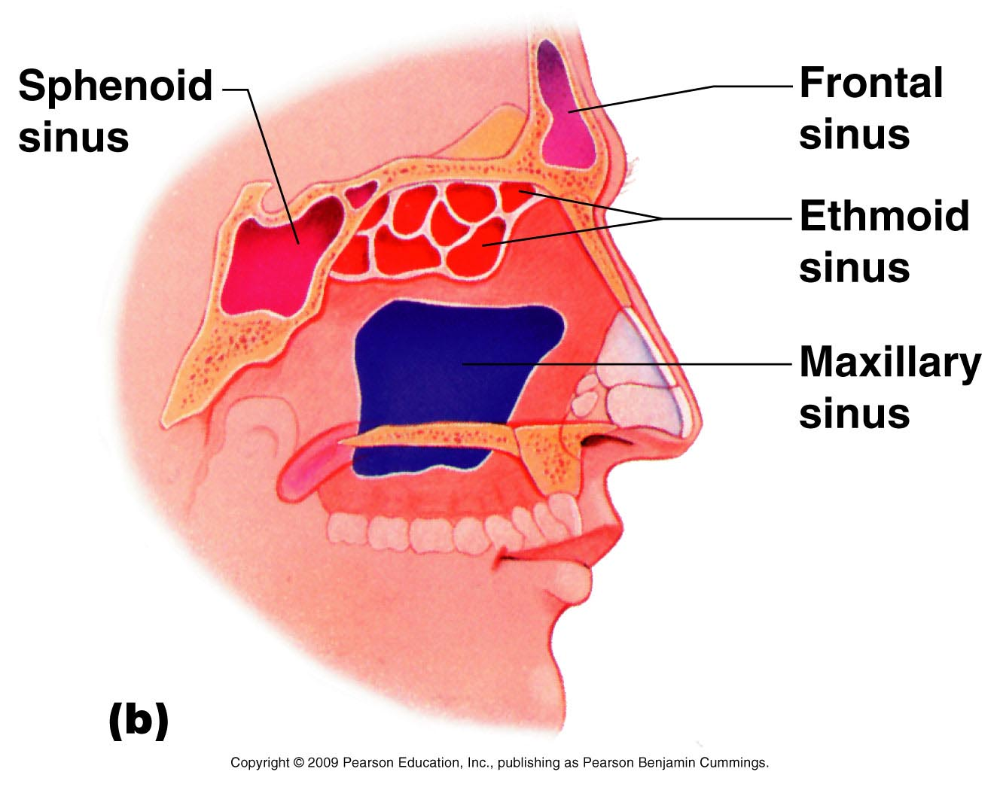 Sphenoid
sinus
Frontal
sinus
Ethmoid
sinus
Maxillary
sinus
(b)
Copyright © 2009 Pearson Education, Inc., publishing as Pearson Benjamin Cummings.